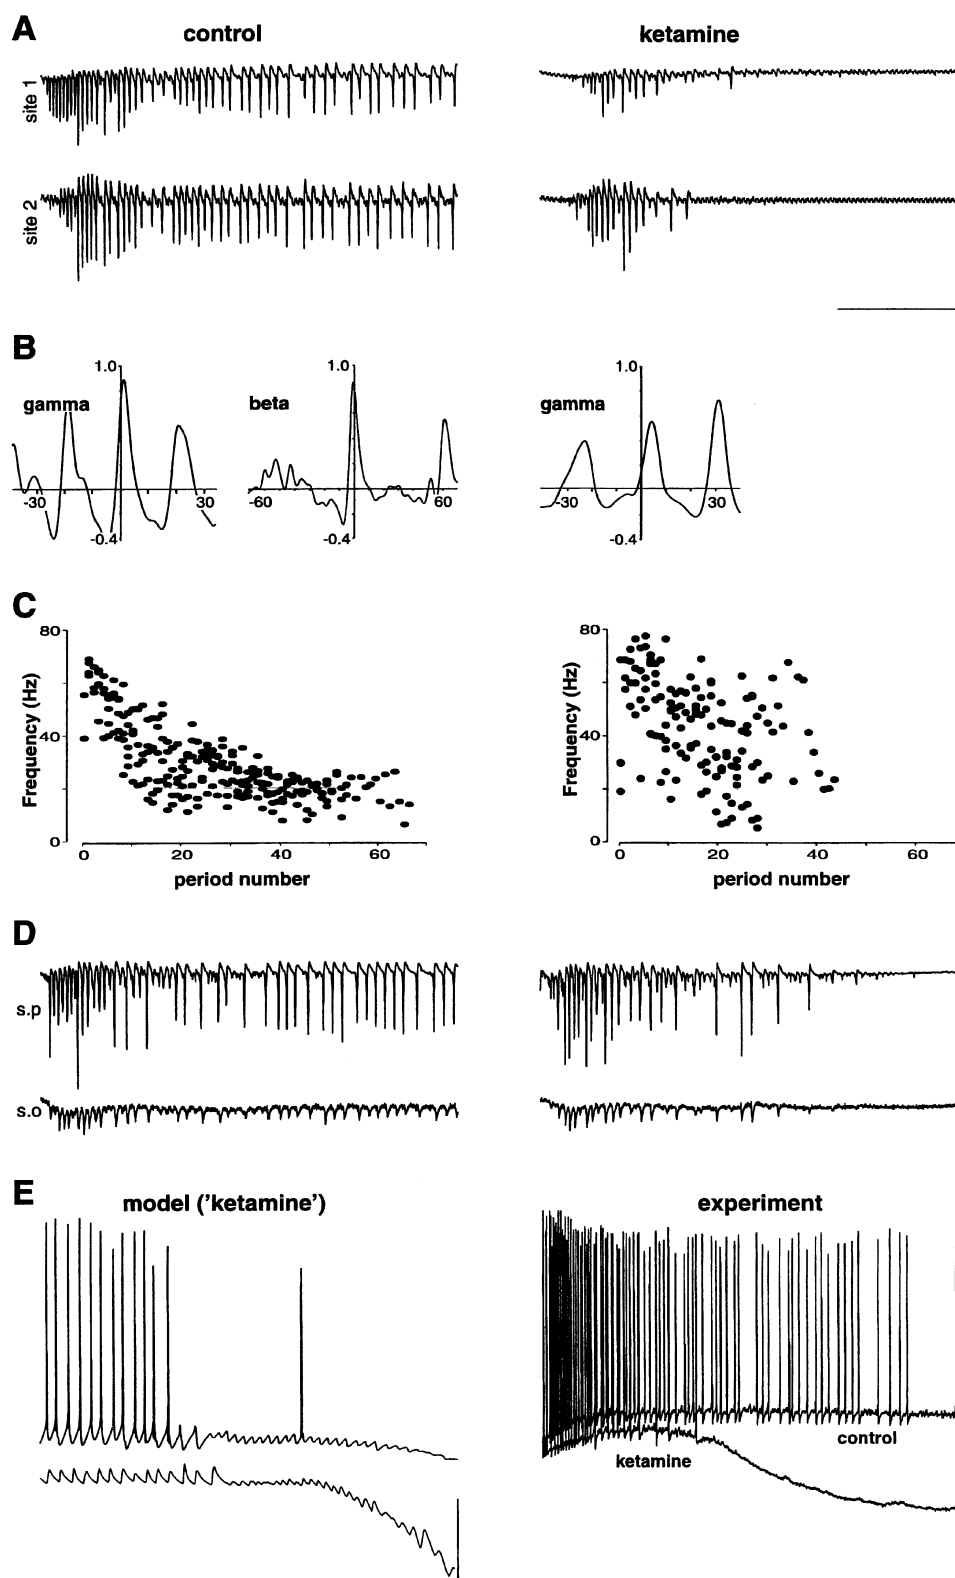 A
control
ketamine
site 1
site 2
B
1.0
gamma
-30
30
-0.4
1.0
beta
-60
60
-0.4
1.0
gamma
-30
30
-0.4
C
80
40
0
Frequency (Hz)
0
20
40
60
period number
80
40
0
Frequency (Hz)
0
20
40
60
period number
D
s.p
s.o
E
model ('ketamine')
experiment
control
ketamine